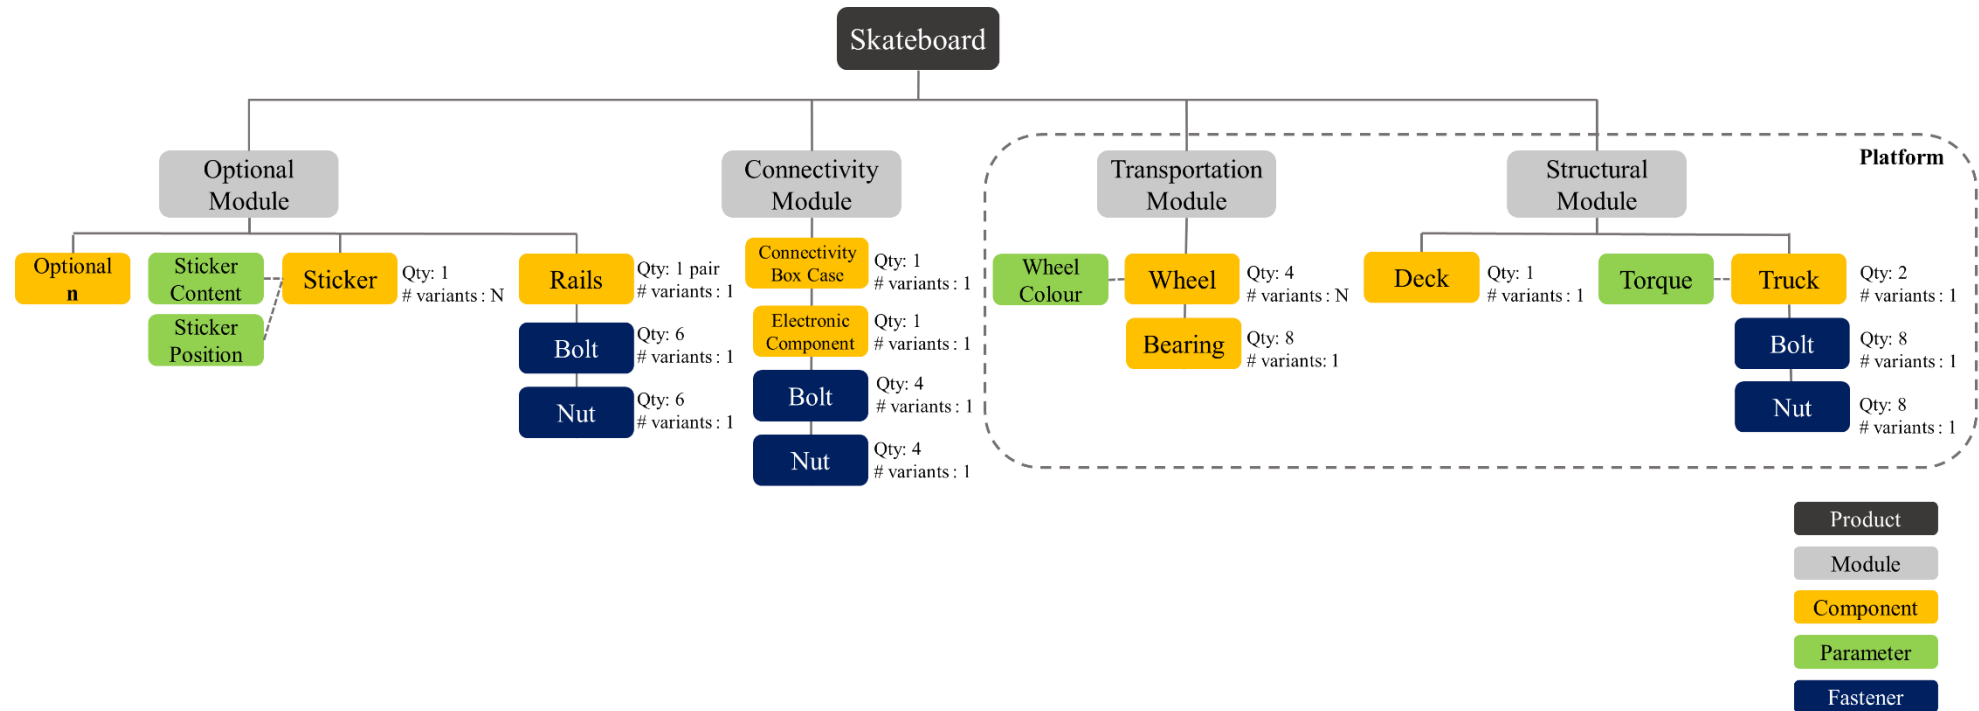 Skateboard
Optional
Module
Connectivity
Module
Transportation
Module
Structural
Module
Platform
Optional
n
Sticker
Content
Sticker
Position
Sticker
Qty: 1
# variants : N
Rails
Qty: 1 pair
# variants : 1
Bolt
Qty: 6
# variants : 1
Nut
Qty: 6
# variants : 1
Connectivity
Box Case
Qty: 1
# variants : 1
Electronic
Component
Qty: 1
# variants : 1
Bolt
Qty: 4
# variants : 1
Nut
Qty: 4
# variants : 1
Wheel
Colour
Wheel
Qty: 4
# variants : N
Bearing
Qty: 8
# variants: 1
Deck
Qty: 1
# variants : 1
Torque
Truck
Qty: 2
# variants : 1
Bolt
Qty: 8
# variants : 1
Nut
Qty: 8
# variants : 1
Product
Module
Component
Parameter
Fastener